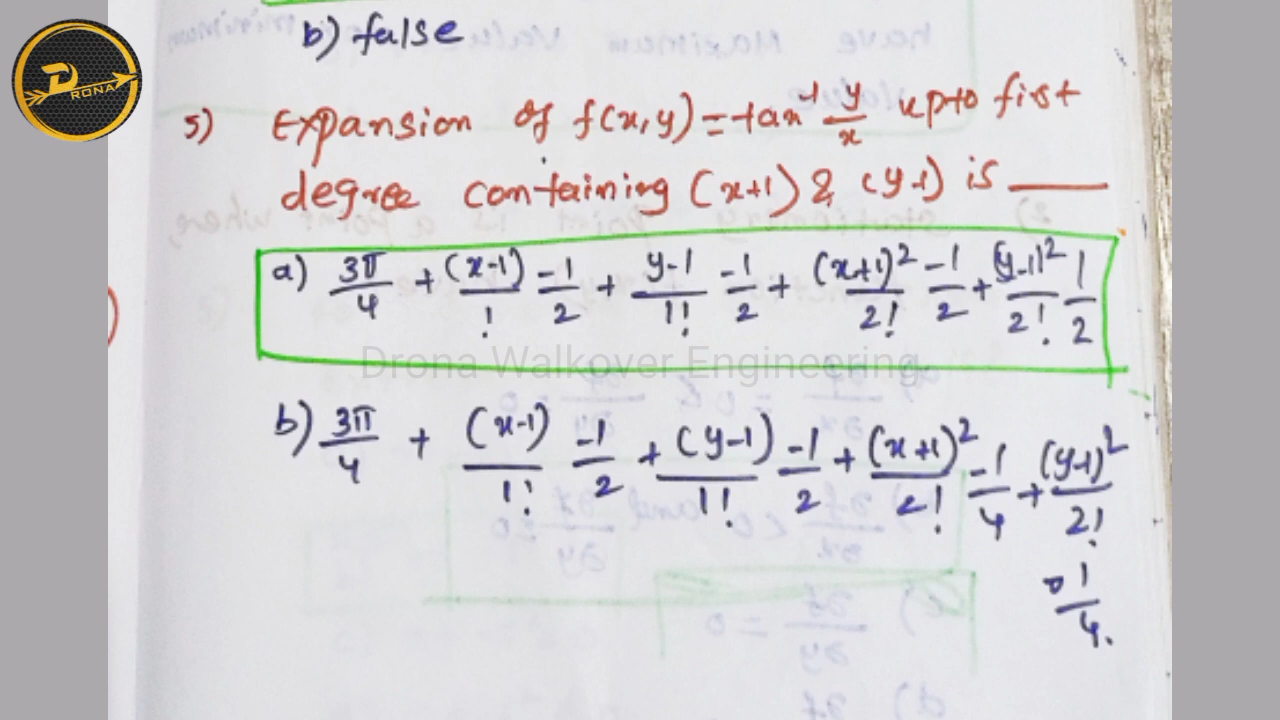 DRONA
b) false
5) Expansion of f(x,y)=tan⁻¹ y/x upto first
degree containing (x+1) & (y-1) is ____
a) 3π/4 + (x-1)/! -1/2 + y-1/1! -1/2 + (x+1)²/2! -1/2 + (y-1)²/2! 1/2
Drona Walkover Engineering
b) 3π/4 + (x-1)/1! -1/2 + (y-1)/1! -1/2 + (x+1)²/2! -1/4 + (y-1)²/2!
1/4.